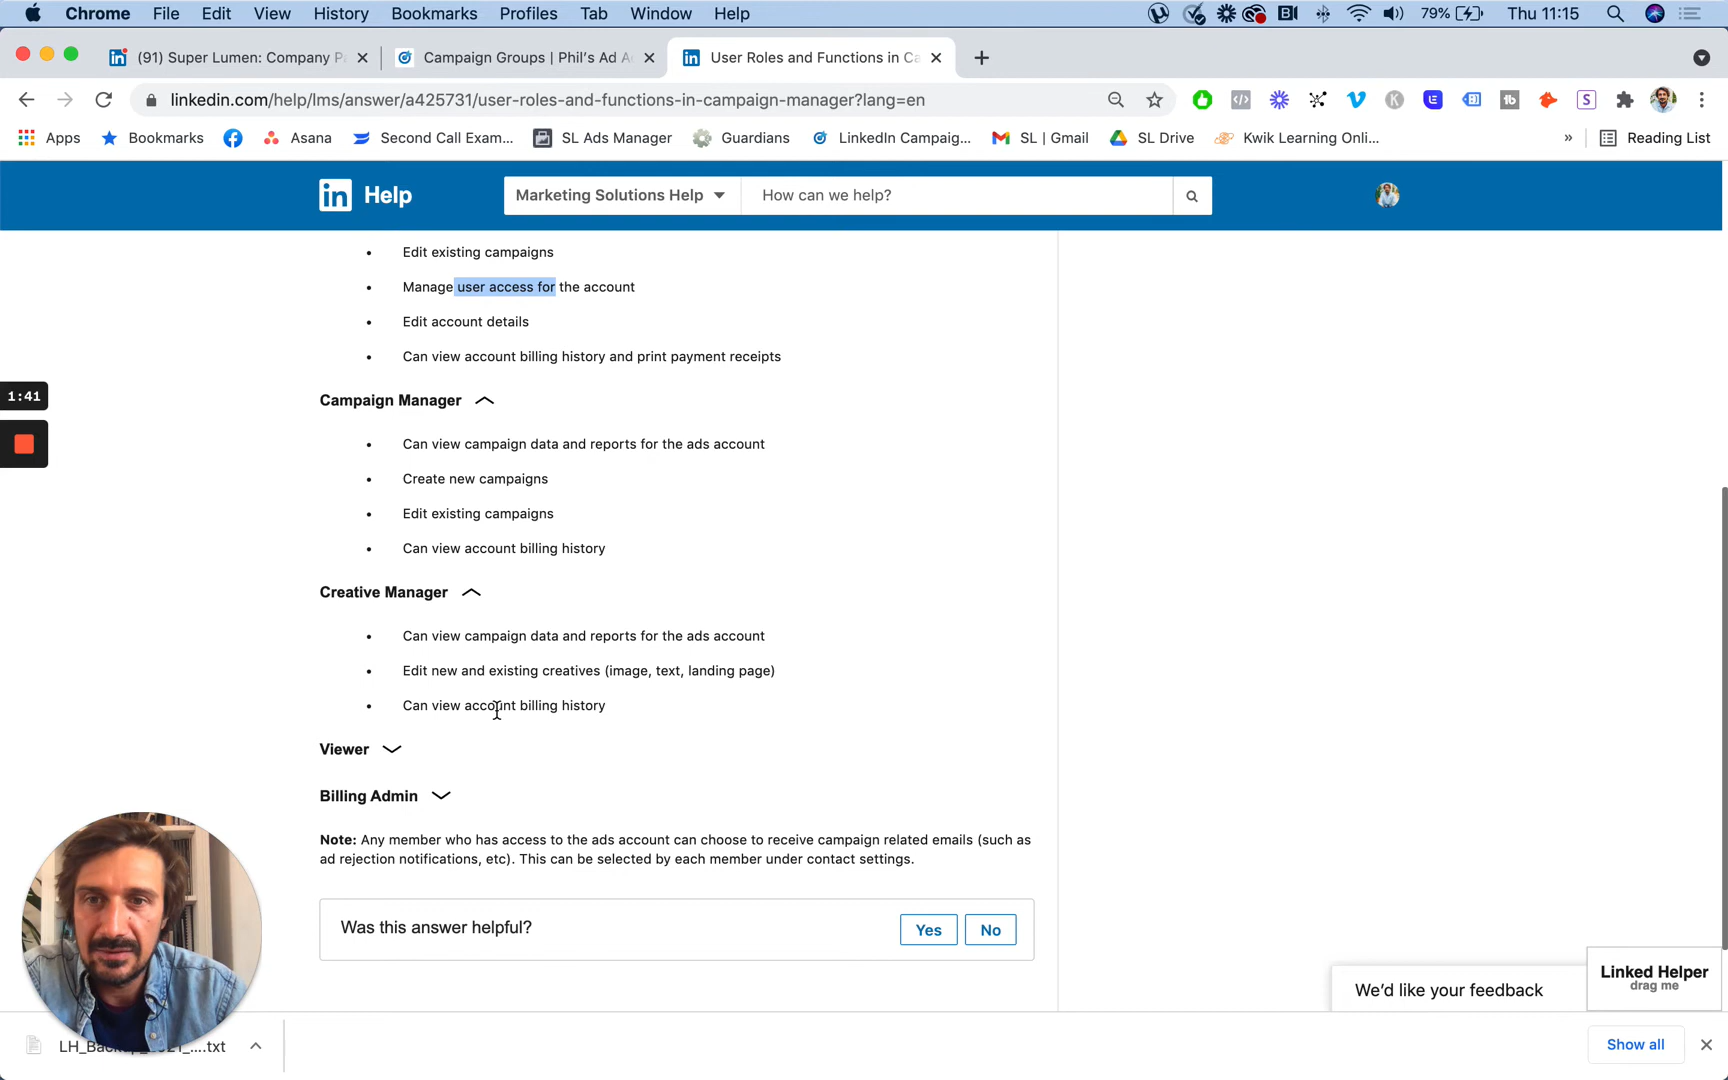 Chrome File Edit View History Bookmarks Profiles Tab Window Help 79% Thu 11:15
(91) Super Lumen: Company P
Campaign Groups | Phil's Ad A
User Roles and Functions in Ca
linkedin.com/help/lms/answer/a425731/user-roles-and-functions-in-campaign-manager?lang=en
Apps Bookmarks Asana Second Call Exam... SL Ads Manager Guardians LinkedIn Campaig... SL | Gmail SL Drive Kwik Learning Onli... » Reading List
in Help Marketing Solutions Help How can we help?
Edit existing campaigns
Manage user access for the account
Edit account details
Can view account billing history and print payment receipts
1:41
Campaign Manager
Can view campaign data and reports for the ads account
Create new campaigns
Edit existing campaigns
Can view account billing history
Creative Manager
Can view campaign data and reports for the ads account
Edit new and existing creatives (image, text, landing page)
Can view account billing history
Viewer
Billing Admin
Note: Any member who has access to the ads account can choose to receive campaign related emails (such as
ad rejection notifications, etc). This can be selected by each member under contact settings.
Was this answer helpful? Yes No
Linked Helper
drag me
We'd like your feedback
Show all